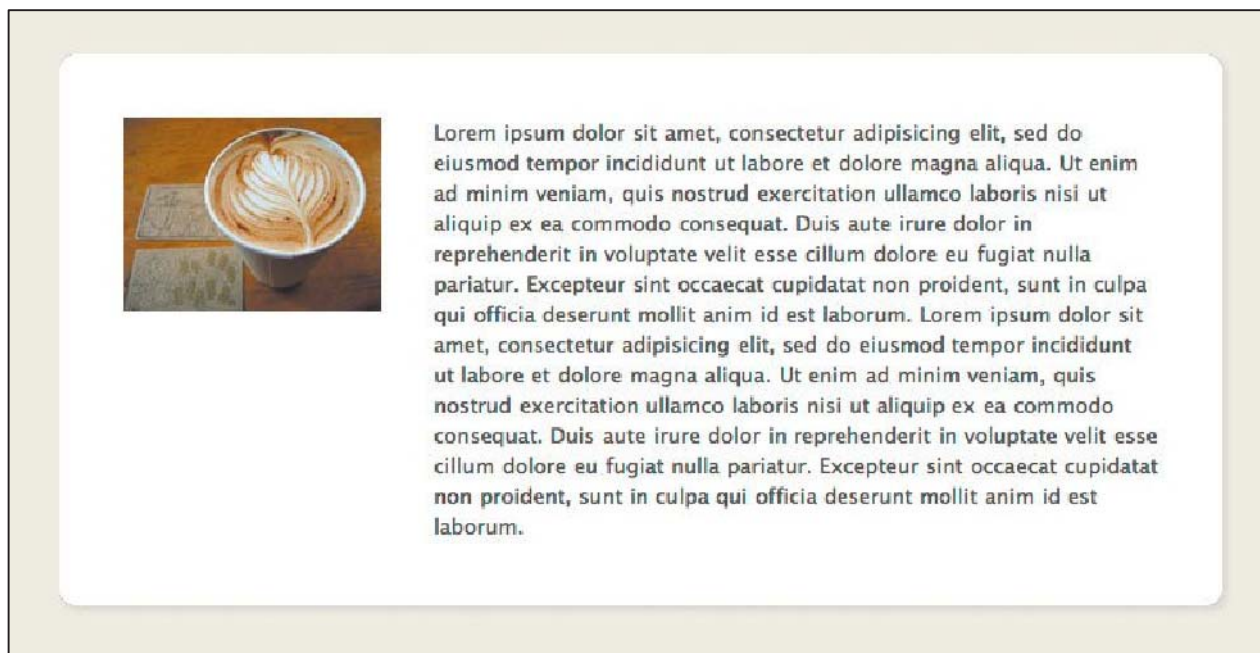 Lorem ipsum dolor sit amet, consectetur adipisicing elit, sed do
eiusmod tempor incididunt ut labore et dolore magna aliqua. Ut enim
ad minim veniam, quis nostrud exercitation ullamco laboris nisi ut
aliquip ex ea commodo consequat. Duis aute irure dolor in
reprehenderit in voluptate velit esse cillum dolore eu fugiat nulla
pariatur. Excepteur sint occaecat cupidatat non proident, sunt in culpa
qui officia deserunt mollit anim id est laborum. Lorem ipsum dolor sit
amet, consectetur adipisicing elit, sed do eiusmod tempor incididunt
ut labore et dolore magna aliqua. Ut enim ad minim veniam, quis
nostrud exercitation ullamco laboris nisi ut aliquip ex ea commodo
consequat. Duis aute irure dolor in reprehenderit in voluptate velit esse
cillum dolore eu fugiat nulla pariatur. Excepteur sint occaecat cupidatat
non proident, sunt in culpa qui officia deserunt mollit anim id est
laborum.